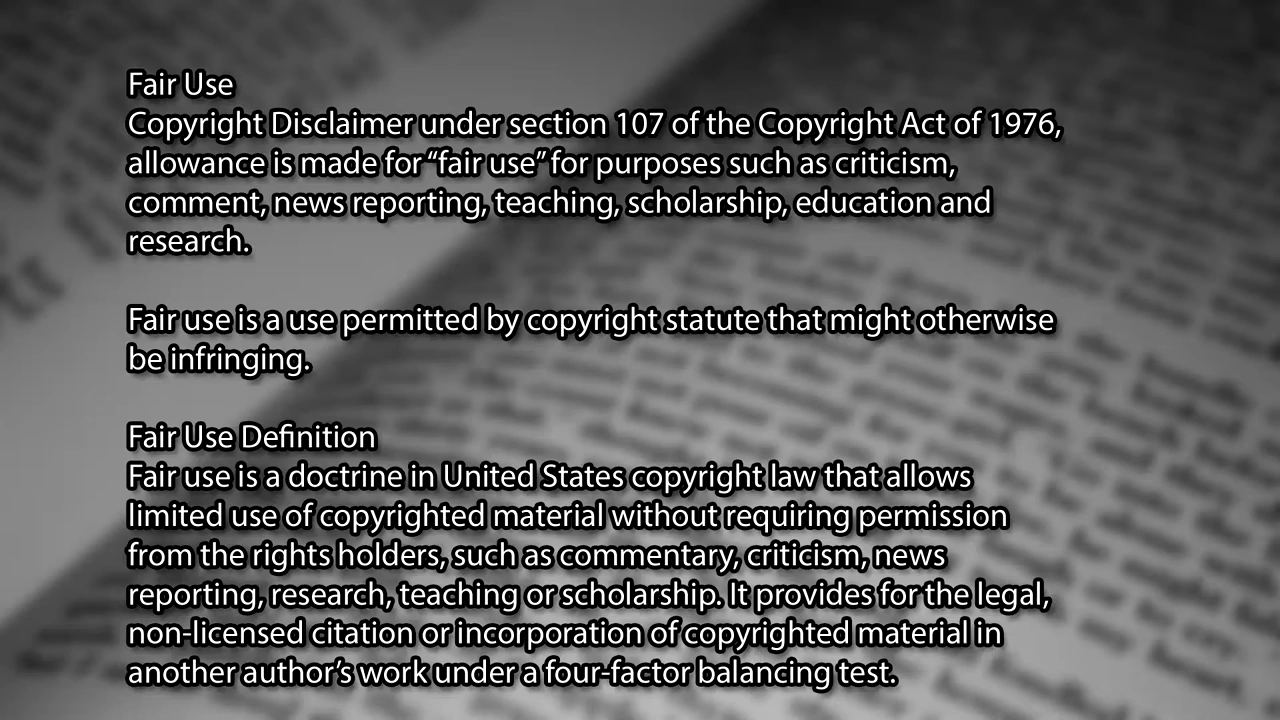 Fair Use
Copyright Disclaimer under section 107 of the Copyright Act of 1976,
allowance is made for “fair use” for purposes such as criticism,
comment, news reporting, teaching, scholarship, education and
research.
Fair use is a use permitted by copyright statute that might otherwise
be infringing.
Fair Use Definition
Fair use is a doctrine in United States copyright law that allows
limited use of copyrighted material without requiring permission
from the rights holders, such as commentary, criticism, news
reporting, research, teaching or scholarship. It provides for the legal,
non-licensed citation or incorporation of copyrighted material in
another author’s work under a four-factor balancing test.